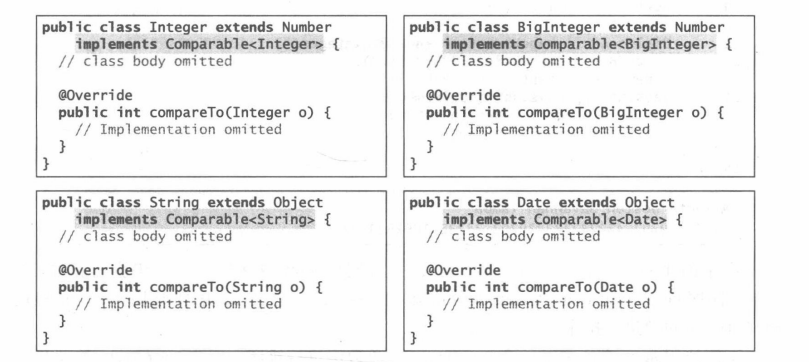 public class Integer extends Number
    implements Comparable<Integer> {
  // class body omitted

  @Override
  public int compareTo(Integer o) {
    // Implementation omitted
  }
}
public class BigInteger extends Number
    implements Comparable<BigInteger> {
  // class body omitted

  @Override
  public int compareTo(BigInteger o) {
    // Implementation omitted
  }
}
public class String extends Object
    implements Comparable<String> {
  // class body omitted

  @Override
  public int compareTo(String o) {
    // Implementation omitted
  }
}
public class Date extends Object
    implements Comparable<Date> {
  // class body omitted

  @Override
  public int compareTo(Date o) {
    // Implementation omitted
  }
}